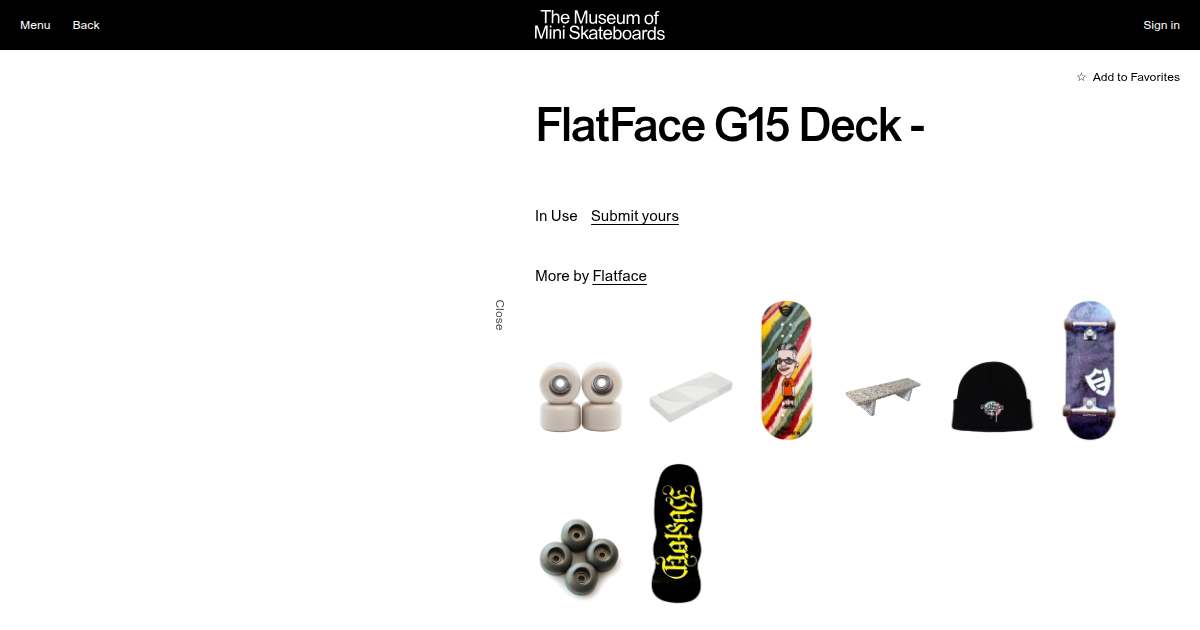 Menu
Back
The Museum of
Mini Skateboards
Sign in
☆ Add to Favorites
FlatFace G15 Deck -
In Use Submit yours
More by Flatface
Close